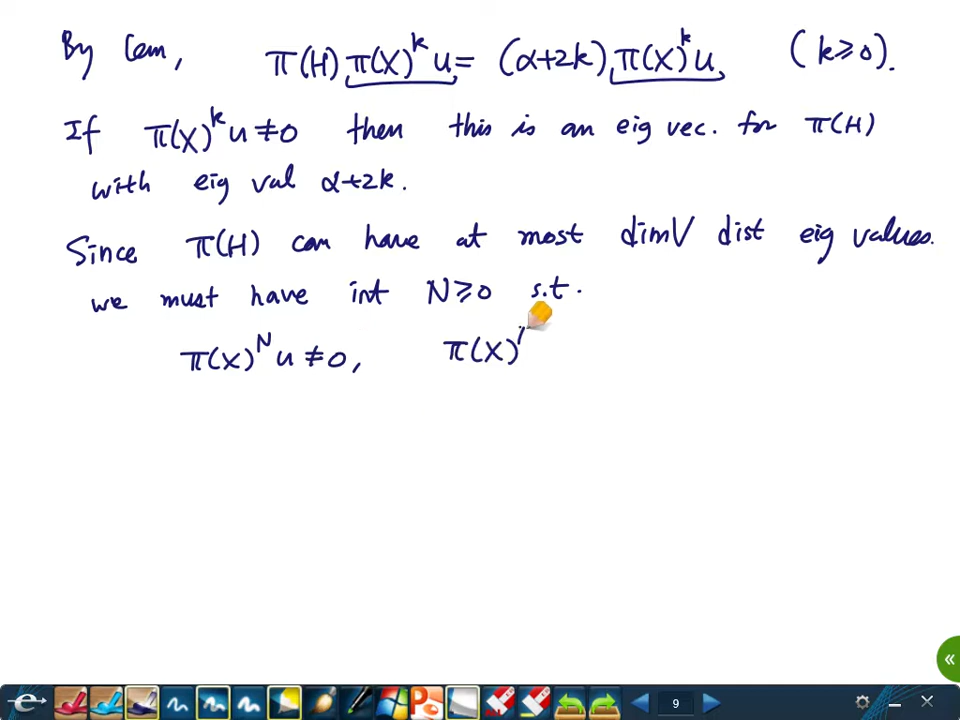 By Lem, π(H) π(X)^k u = (α+2k) π(X)^k u (k≥0).
If π(X)^k u ≠ 0 then this is an eig vec. for π(H)
with eig val α+2k.
Since π(H) can have at most dimV dist eig values.
we must have int N≥0 s.t.
π(X)^N u ≠ 0, π(X)
9